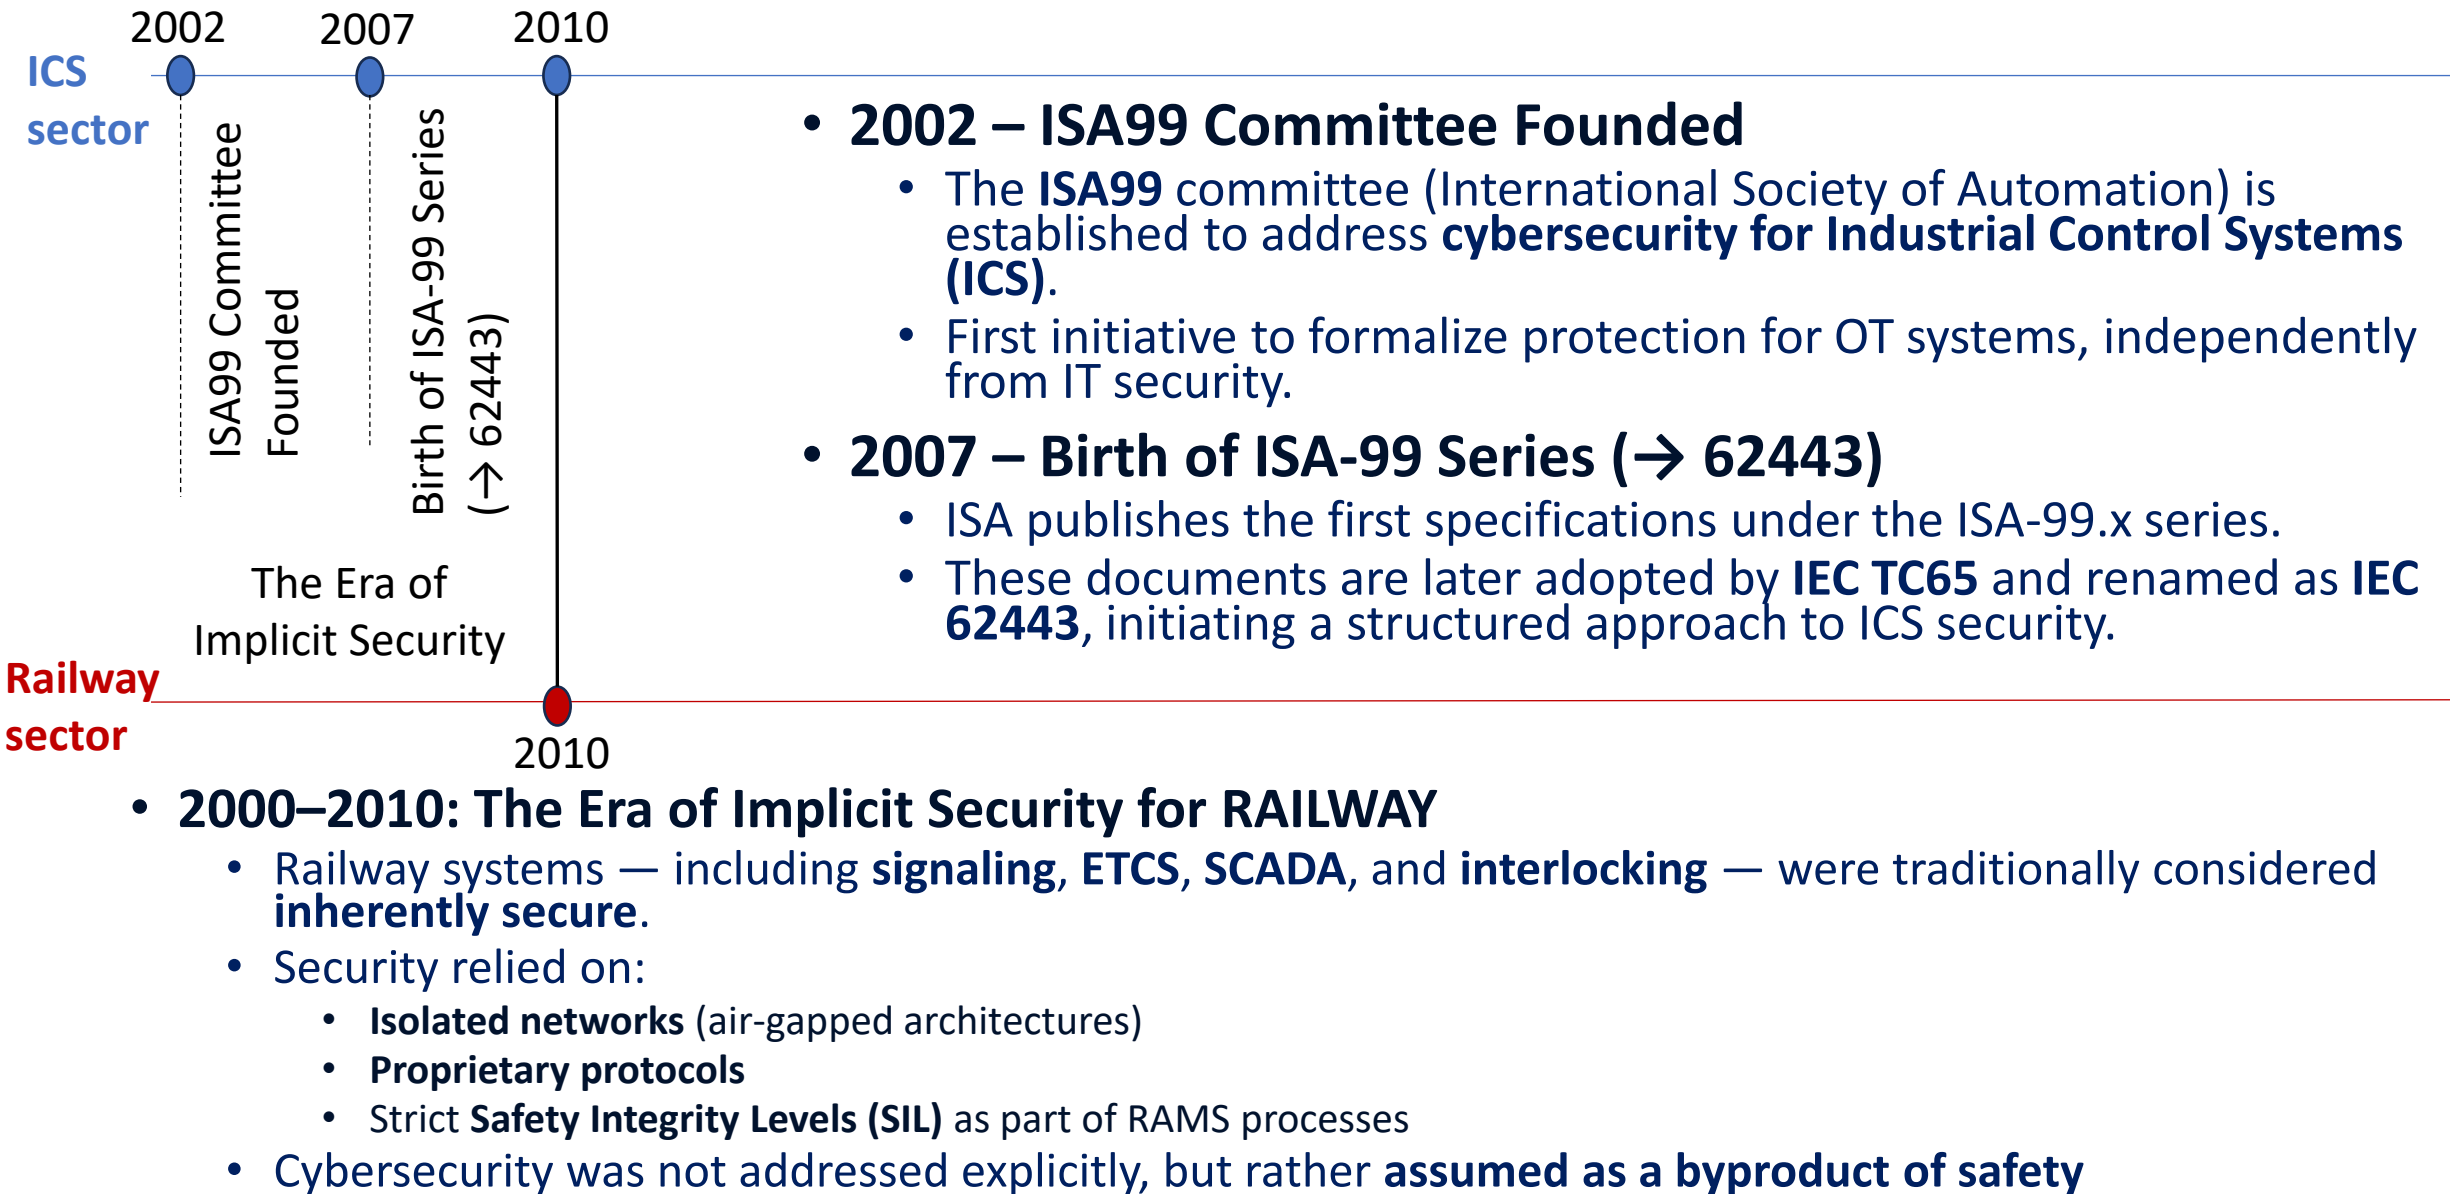 2002
2007
2010
ICS
sector
ISA99 Committee
Founded
Birth of ISA-99 Series
(→ 62443)
• 2002 – ISA99 Committee Founded
• The ISA99 committee (International Society of Automation) is
established to address cybersecurity for Industrial Control Systems
(ICS).
• First initiative to formalize protection for OT systems, independently
from IT security.
• 2007 – Birth of ISA-99 Series (→ 62443)
• ISA publishes the first specifications under the ISA-99.x series.
• These documents are later adopted by IEC TC65 and renamed as IEC
62443, initiating a structured approach to ICS security.
The Era of
Implicit Security
Railway
sector
2010
• 2000–2010: The Era of Implicit Security for RAILWAY
• Railway systems — including signaling, ETCS, SCADA, and interlocking — were traditionally considered
inherently secure.
• Security relied on:
• Isolated networks (air-gapped architectures)
• Proprietary protocols
• Strict Safety Integrity Levels (SIL) as part of RAMS processes
• Cybersecurity was not addressed explicitly, but rather assumed as a byproduct of safety